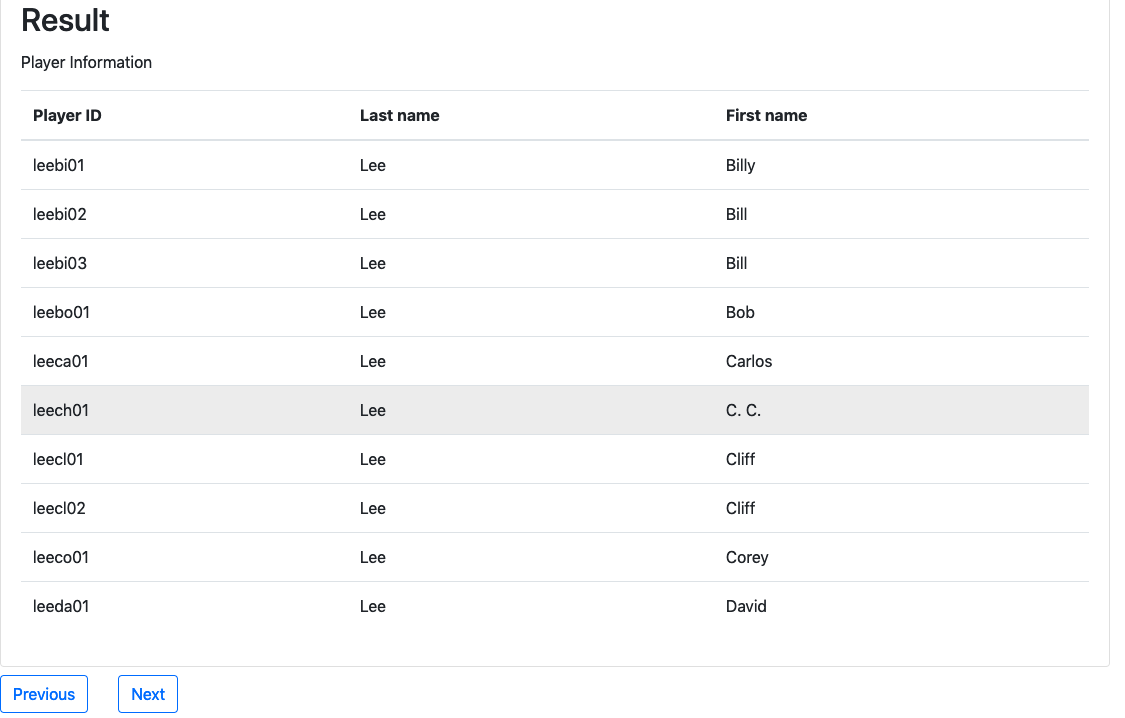 Result
Player Information
Player ID Last name First name
leebi01 Lee Billy
leebi02 Lee Bill
leebi03 Lee Bill
leebo01 Lee Bob
leeca01 Lee Carlos
leech01 Lee C. C.
leecl01 Lee Cliff
leecl02 Lee Cliff
leeco01 Lee Corey
leeda01 Lee David
Previous Next